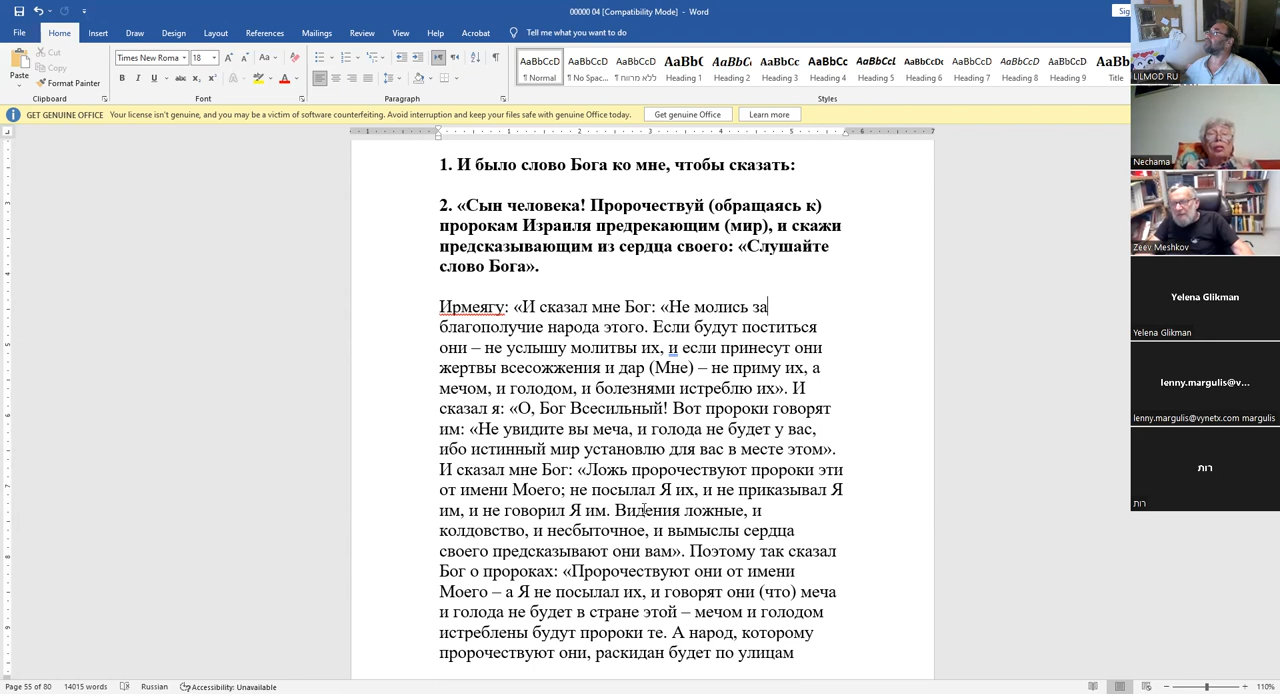 00000 04 [Compatibility Mode] - Word
Sig
File Home Insert Draw Design Layout References Mailings Review View Help Acrobat Tell me what you want to do
Paste
Cut
Copy
Format Painter
Clipboard
Times New Roma 18
Font
Paragraph
AaBbCcD AaBbCcD AaBbCcD AaBbC AaBbCc AaBbCc AaBbCc AaBbCcL AaBbCcDc AaBbCcD AaBbCcD AaBbCcD AaB
¶ Normal ¶ No Spac... ¶ ללא מרווח Heading 1 Heading 2 Heading 3 Heading 4 Heading 5 Heading 6 Heading 7 Heading 8 Heading 9 Title
Styles
GET GENUINE OFFICE Your license isn't genuine, and you may be a victim of software counterfeiting. Avoid interruption and keep your files safe with genuine Office today. Get genuine Office Learn more
1. И было слово Бога ко мне, чтобы сказать:
2. «Сын человека! Пророчествуй (обращаясь к)
пророкам Израиля предрекающим (мир), и скажи
предсказывающим из сердца своего: «Слушайте
слово Бога».
Ирмеягу: «И сказал мне Бог: «Не молись за
благополучие народа этого. Если будут поститься
они – не услышу молитвы их, и если принесут они
жертвы всесожжения и дар (Мне) – не приму их, а
мечом, и голодом, и болезнями истреблю их». И
сказал я: «О, Бог Всесильный! Вот пророки говорят
им: «Не увидите вы меча, и голода не будет у вас,
ибо истинный мир установлю для вас в месте этом».
И сказал мне Бог: «Ложь пророчествуют пророки эти
от имени Моего; не посылал Я их, и не приказывал Я
им, и не говорил Я им. Видения ложные, и
колдовство, и несбыточное, и вымыслы сердца
своего предсказывают они вам». Поэтому так сказал
Бог о пророках: «Пророчествуют они от имени
Моего – а Я не посылал их, и говорят они (что) меча
и голода не будет в стране этой – мечом и голодом
истреблены будут пророки те. А народ, которому
пророчествуют они, раскидан будет по улицам
Page 55 of 80 14015 words Russian Accessibility: Unavailable 110%
LILMOD RU
Nechama
Zeev Meshkov
Yelena Glikman
Yelena Glikman
lenny.margulis@v...
lenny.margulis@vynetx.com margulis
רות
רות